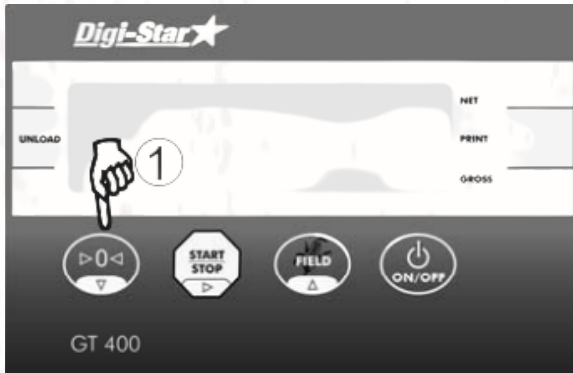 Digi-Star
NET
UNLOAD
PRINT
GROSS
1
▷0◁
START
STOP
FIELD
ON/OFF
GT 400